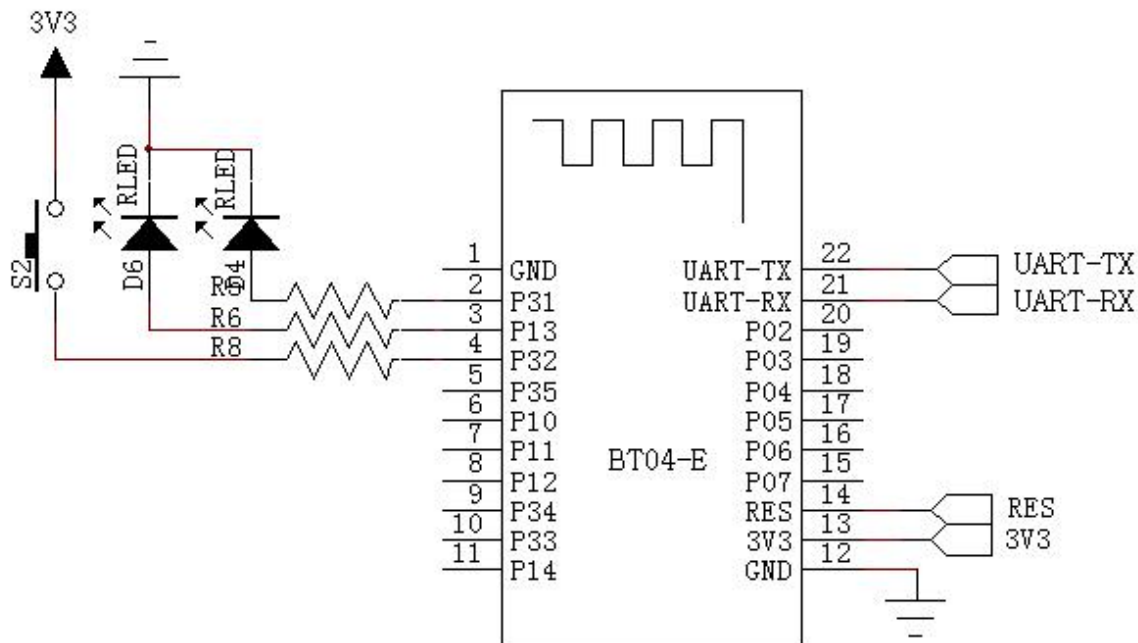 3V3
RLED
RLED
S2
D6
D4
R5
R6
R8
1
2
3
4
5
6
7
8
9
10
11
GND
P31
P13
P32
P35
P10
P11
P12
P34
P33
P14
BT04-E
UART-TX
UART-RX
P02
P03
P04
P05
P06
P07
RES
3V3
GND
22
21
20
19
18
17
16
15
14
13
12
UART-TX
UART-RX
RES
3V3